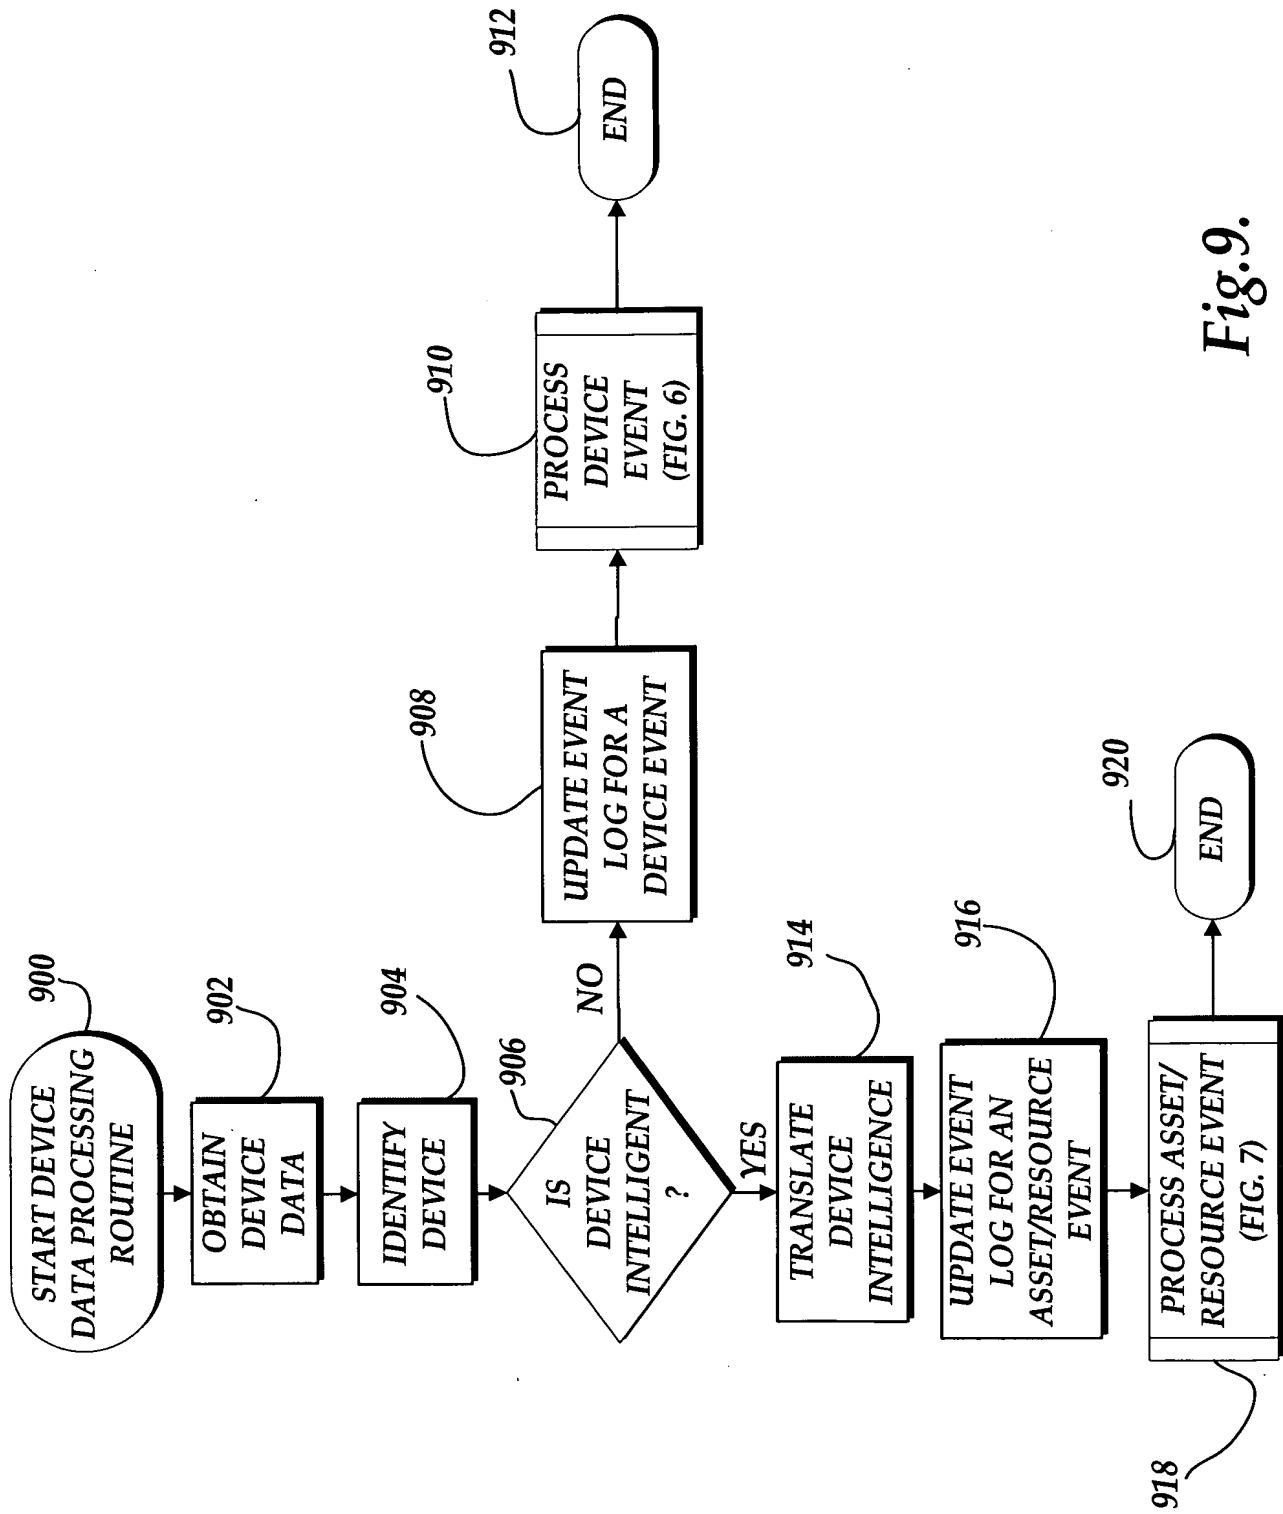 900
START DEVICE
DATA PROCESSING
ROUTINE
902
OBTAIN
DEVICE
DATA
904
IDENTIFY
DEVICE
906
IS
DEVICE
INTELLIGENT
?
NO
908
UPDATE EVENT
LOG FOR A
DEVICE EVENT
910
PROCESS
DEVICE
EVENT
(FIG. 6)
912
END
YES
914
TRANSLATE
DEVICE
INTELLIGENCE
916
UPDATE EVENT
LOG FOR AN
ASSET/RESOURCE
EVENT
918
PROCESS ASSET/
RESOURCE EVENT
(FIG. 7)
920
END
Fig.9.